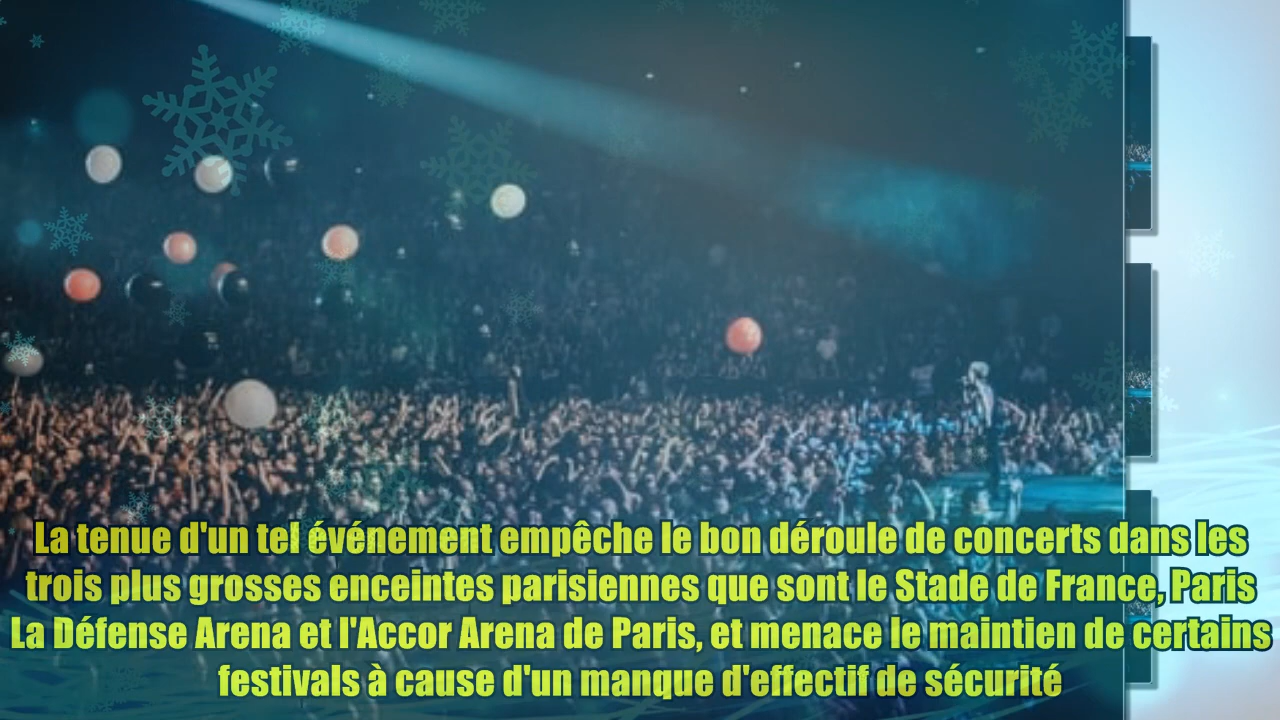 La tenue d'un tel événement empêche le bon déroule de concerts dans les
trois plus grosses enceintes parisiennes que sont le Stade de France, Paris
La Défense Arena et l'Accor Arena de Paris, et menace le maintien de certains
festivals à cause d'un manque d'effectif de sécurité